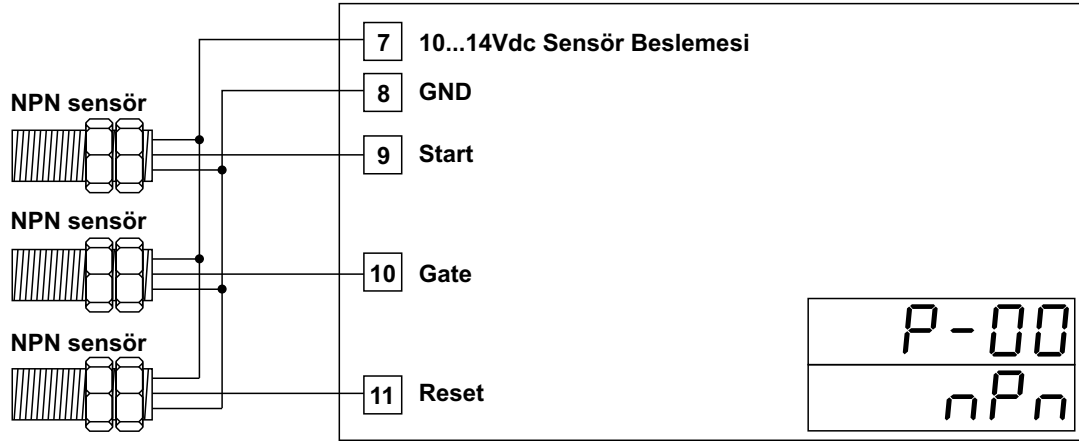 7 10...14Vdc Sensör Beslemesi
8 GND
NPN sensör
9 Start
NPN sensör
10 Gate
NPN sensör
11 Reset
P-00
nPn